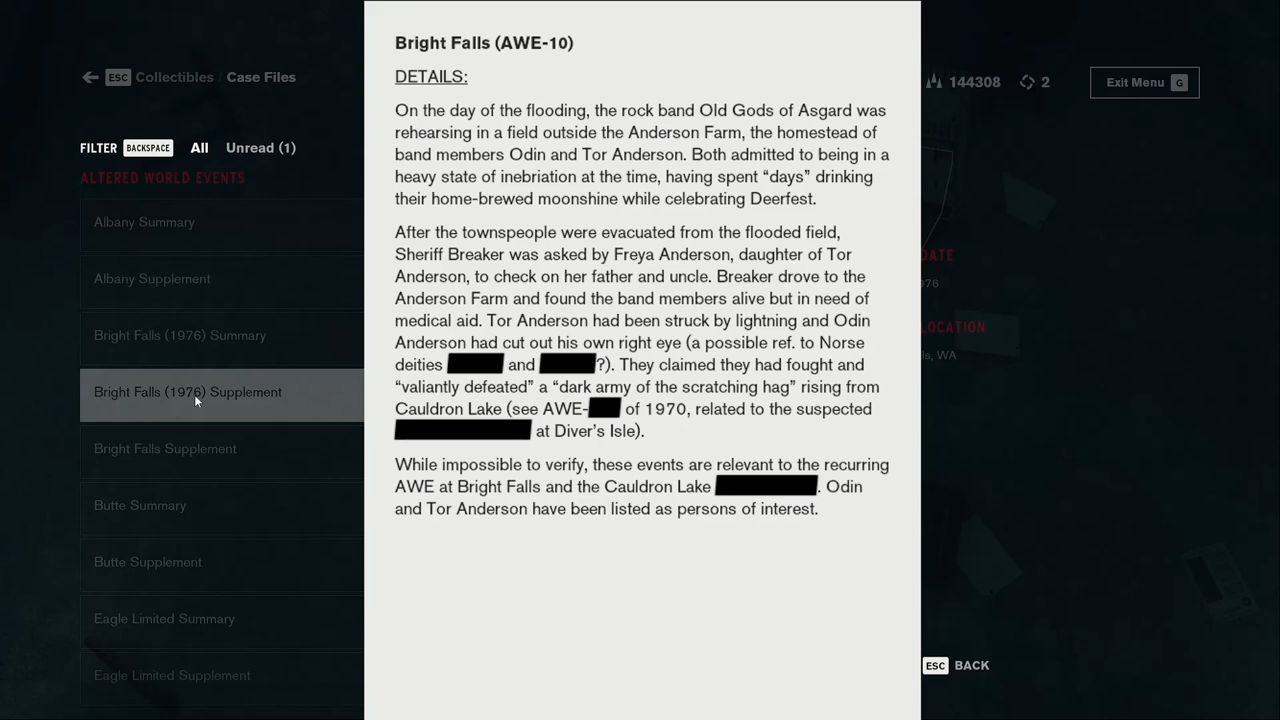 Bright Falls (AWE-10)
DETAILS:
On the day of the flooding, the rock band Old Gods of Asgard was
rehearsing in a field outside the Anderson Farm, the homestead of
band members Odin and Tor Anderson. Both admitted to being in a
heavy state of inebriation at the time, having spent “days” drinking
their home-brewed moonshine while celebrating Deerfest.
After the townspeople were evacuated from the flooded field,
Sheriff Breaker was asked by Freya Anderson, daughter of Tor
Anderson, to check on her father and uncle. Breaker drove to the
Anderson Farm and found the band members alive but in need of
medical aid. Tor Anderson had been struck by lightning and Odin
Anderson had cut out his own right eye (a possible ref. to Norse
deities and ?). They claimed they had fought and
“valiantly defeated” a “dark army of the scratching hag” rising from
Cauldron Lake (see AWE- of 1970, related to the suspected
at Diver’s Isle).
While impossible to verify, these events are relevant to the recurring
AWE at Bright Falls and the Cauldron Lake . Odin
and Tor Anderson have been listed as persons of interest.
ESC Collectibles / Case Files
FILTER BACKSPACE All Unread (1)
ALTERED WORLD EVENTS
Albany Summary
Albany Supplement
Bright Falls (1976) Summary
Bright Falls (1976) Supplement
Bright Falls Supplement
Butte Summary
Butte Supplement
Eagle Limited Summary
Eagle Limited Supplement
144308 2 Exit Menu G
DATE
976
LOCATION
ls, WA
ESC BACK